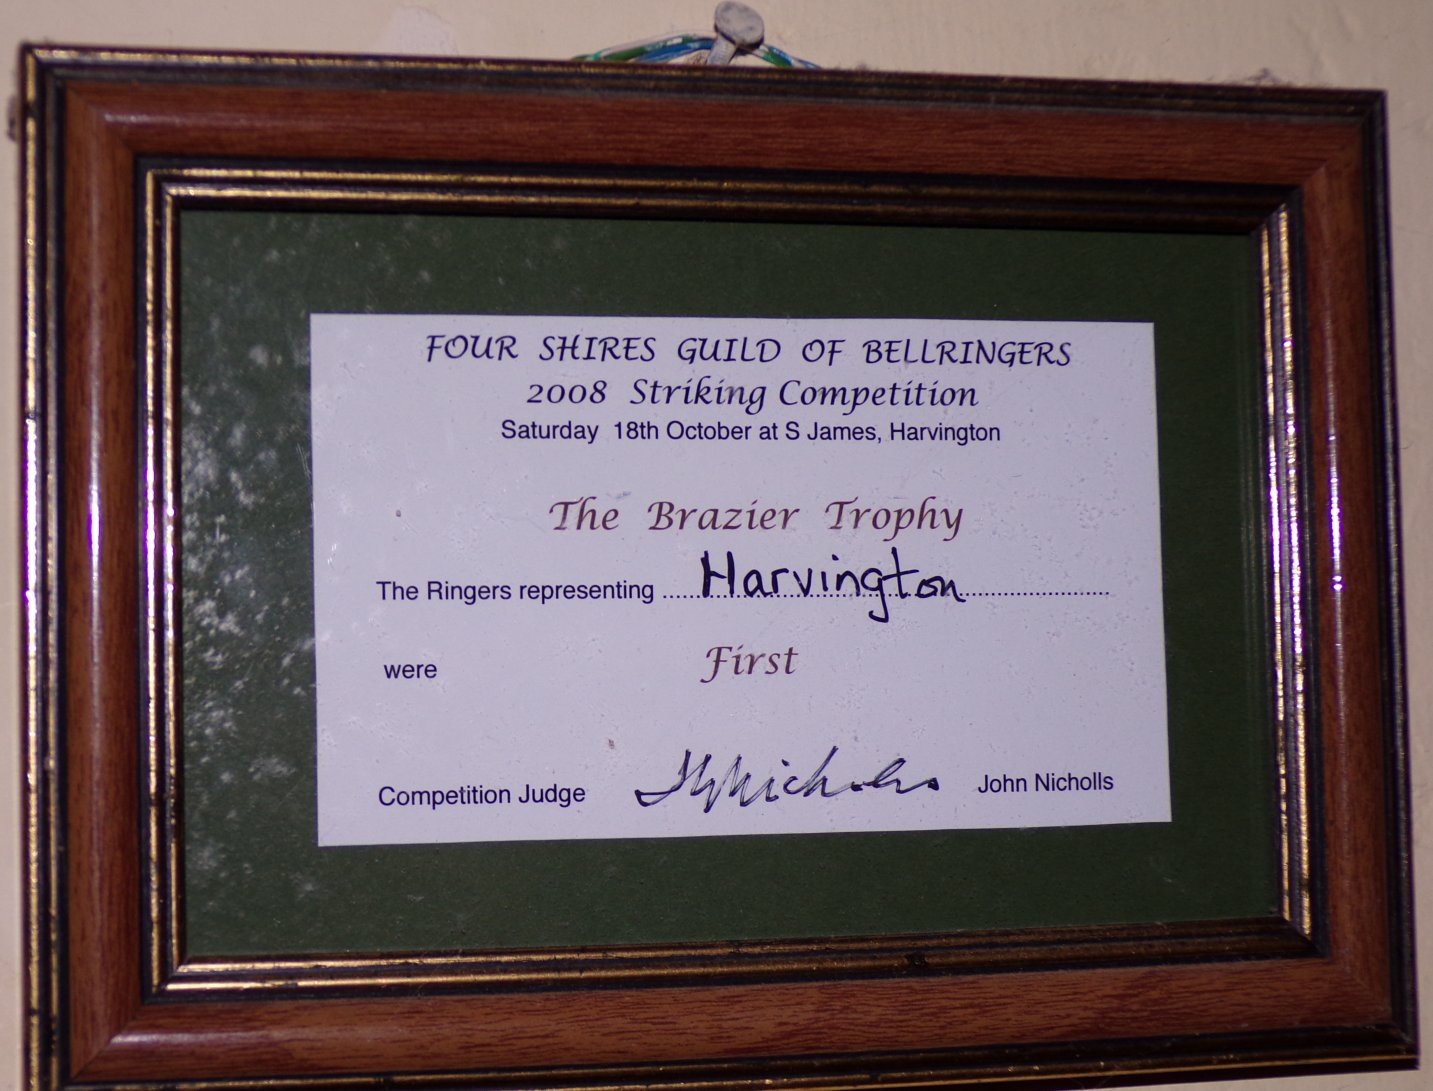 FOUR SHIRES GUILD OF BELLRINGERS
2008 Striking Competition
Saturday 18th October at S James, Harvington
The Brazier Trophy
The Ringers representing ........Harvington........
were First
Competition Judge JNicholls John Nicholls